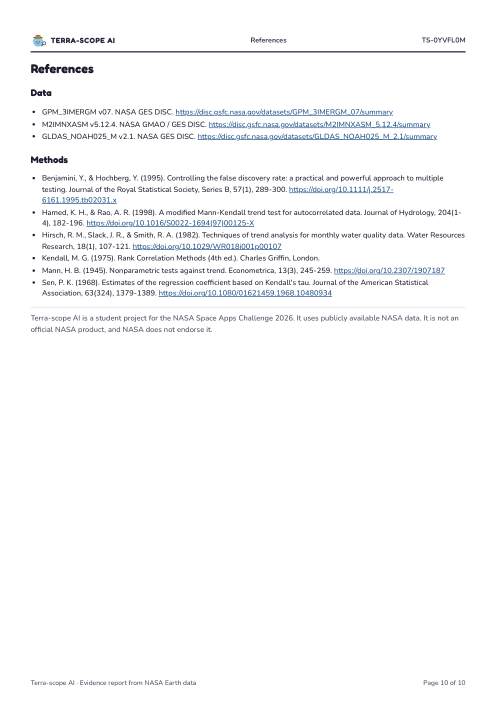 TERRA-SCOPE AI
References
TS-0YVFL0M
References
Data
• GPM_3IMERGM v07. NASA GES DISC. https://disc.gsfc.nasa.gov/datasets/GPM_3IMERGM_07/summary
• M2IMNXASM v5.12.4. NASA GMAO / GES DISC. https://disc.gsfc.nasa.gov/datasets/M2IMNXASM_5.12.4/summary
• GLDAS_NOAH025_M v2.1. NASA GES DISC. https://disc.gsfc.nasa.gov/datasets/GLDAS_NOAH025_M_2.1/summary
Methods
• Benjamini, Y., & Hochberg, Y. (1995). Controlling the false discovery rate: a practical and powerful approach to multiple
testing. Journal of the Royal Statistical Society, Series B, 57(1), 289-300. https://doi.org/10.1111/j.2517-
6161.1995.tb02031.x
• Hamed, K. H., & Rao, A. R. (1998). A modified Mann-Kendall trend test for autocorrelated data. Journal of Hydrology, 204(1-
4), 182-196. https://doi.org/10.1016/S0022-1694(97)00125-X
• Hirsch, R. M., Slack, J. R., & Smith, R. A. (1982). Techniques of trend analysis for monthly water quality data. Water Resources
Research, 18(1), 107-121. https://doi.org/10.1029/WR018i001p00107
• Kendall, M. G. (1975). Rank Correlation Methods (4th ed.). Charles Griffin, London.
• Mann, H. B. (1945). Nonparametric tests against trend. Econometrica, 13(3), 245-259. https://doi.org/10.2307/1907187
• Sen, P. K. (1968). Estimates of the regression coefficient based on Kendall's tau. Journal of the American Statistical
Association, 63(324), 1379-1389. https://doi.org/10.1080/01621459.1968.10480934
Terra-scope AI is a student project for the NASA Space Apps Challenge 2026. It uses publicly available NASA data. It is not an
official NASA product, and NASA does not endorse it.
Terra-scope AI · Evidence report from NASA Earth data
Page 10 of 10